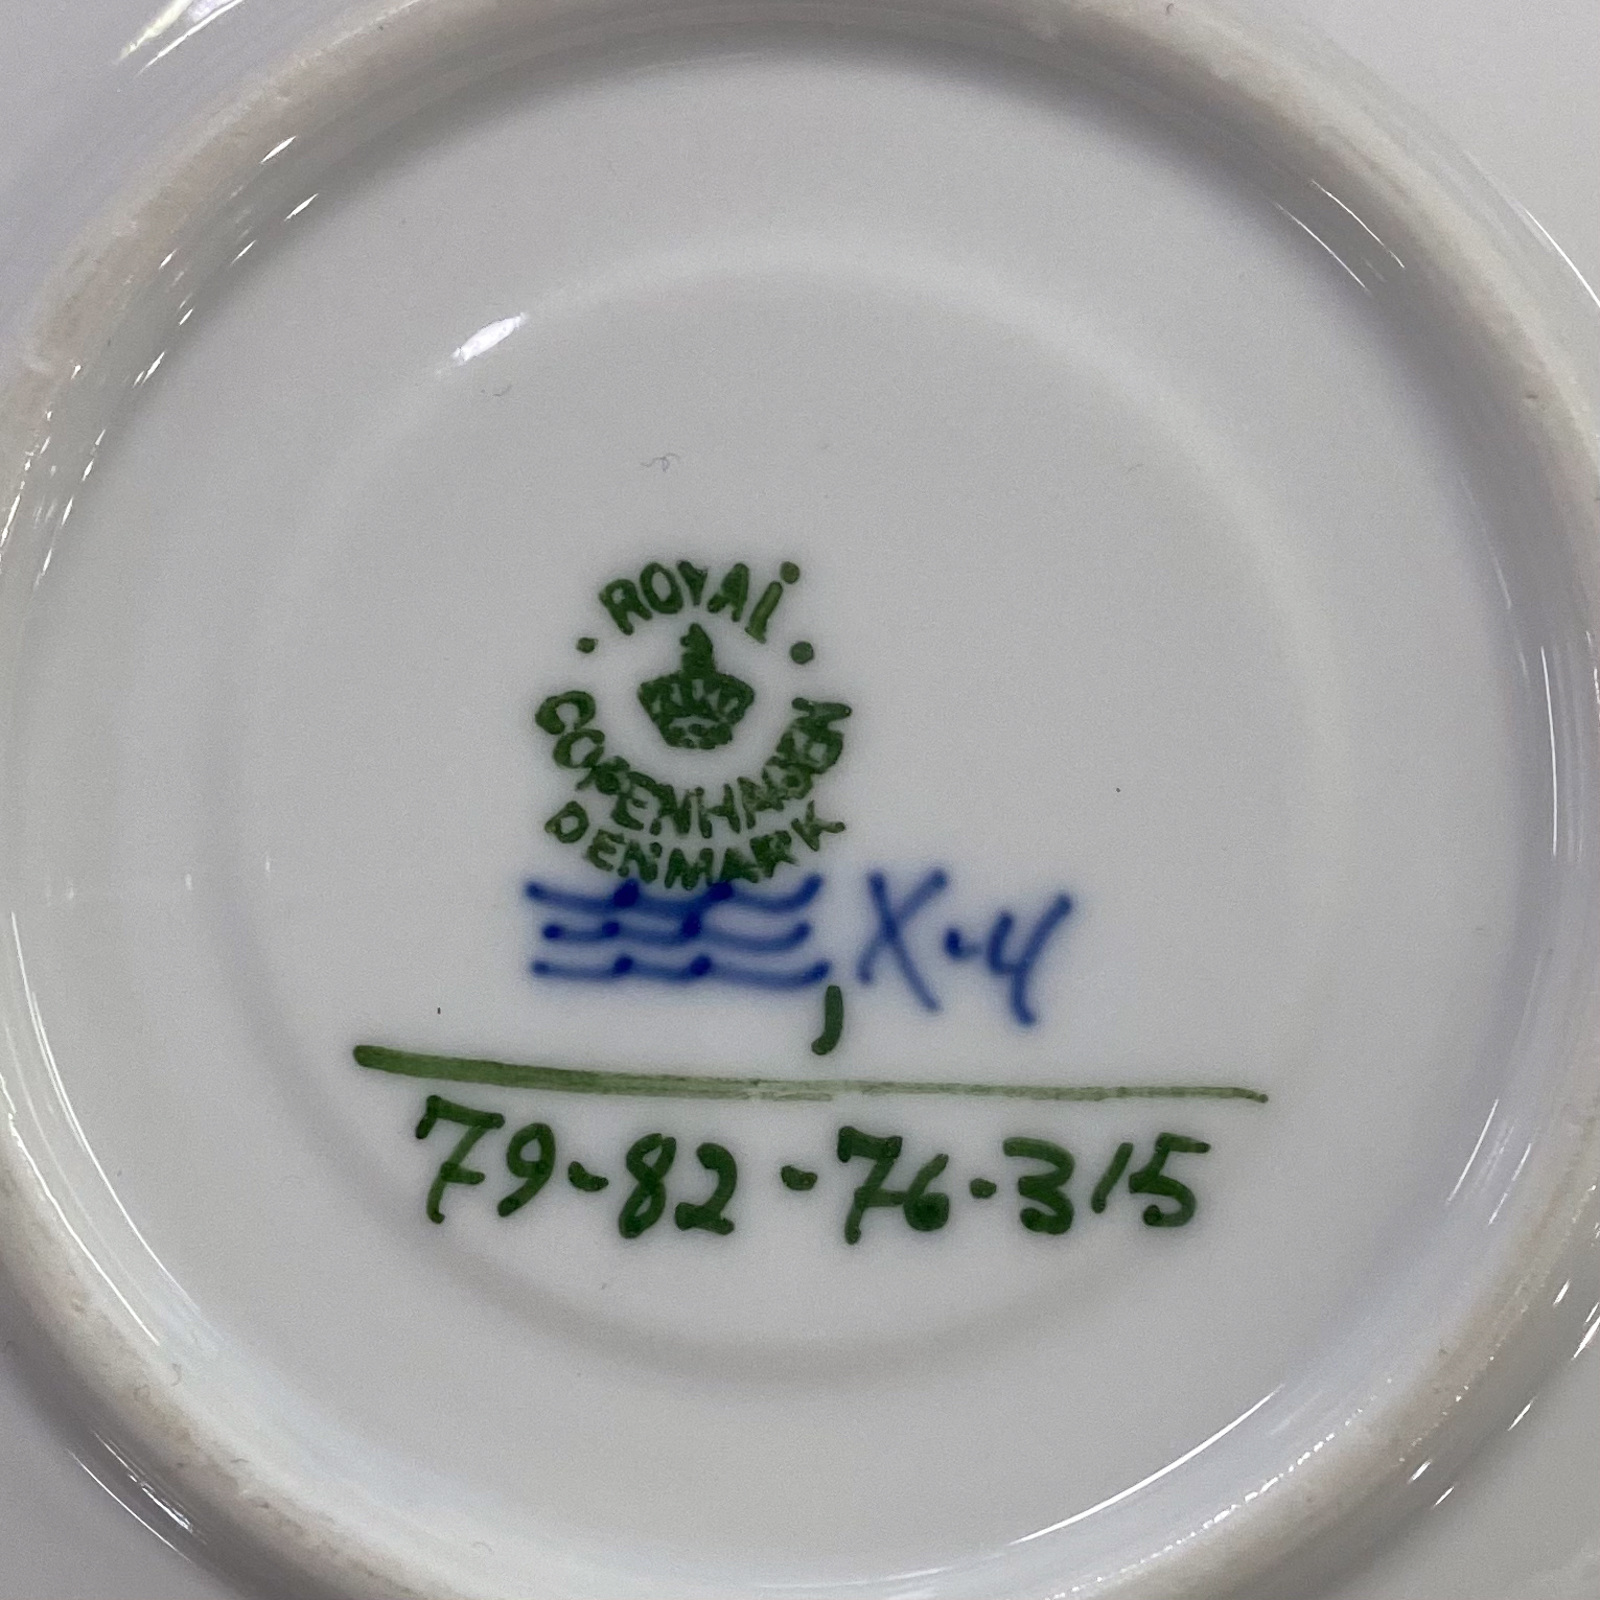 ROYAL
COPENHAGEN
DENMARK
X.4
79-82-76-315